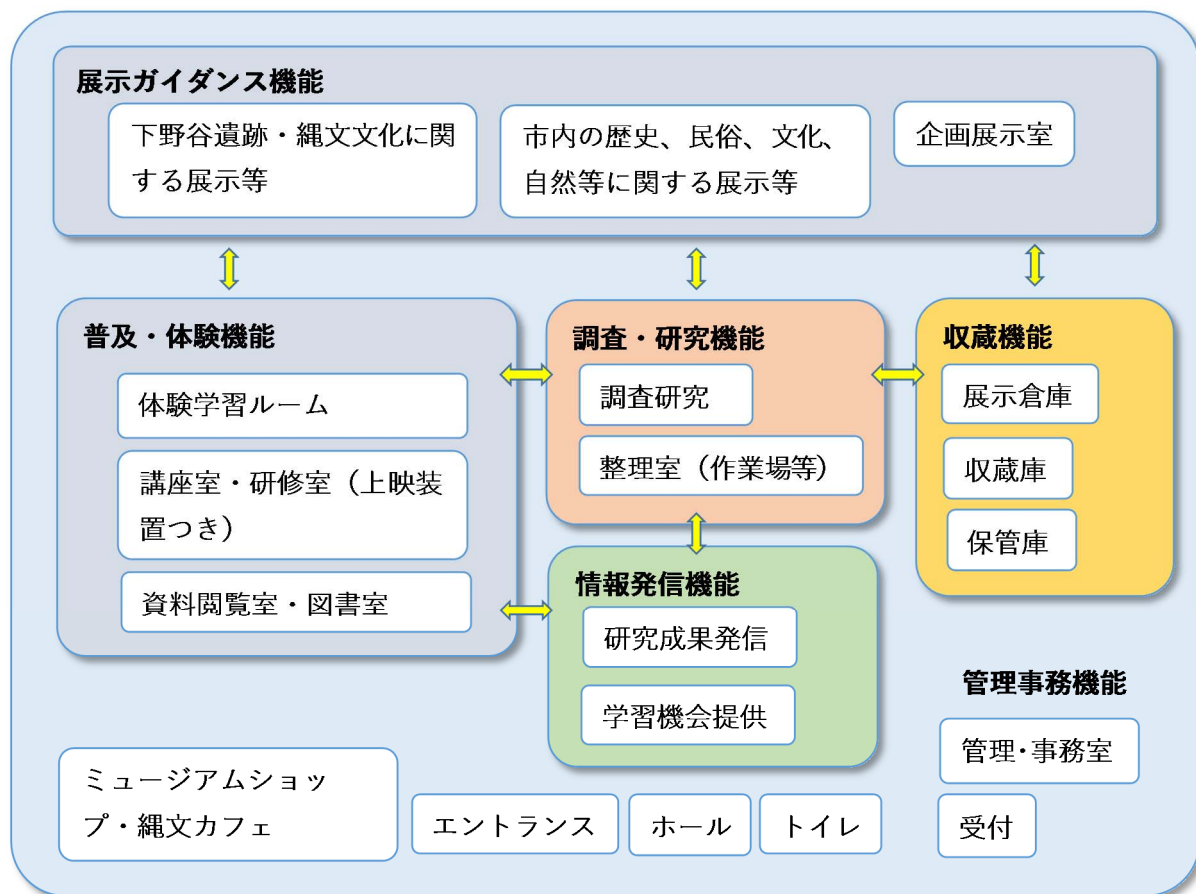 展示ガイダンス機能
下野谷遺跡・縄文文化に関
する展示等
市内の歴史、民俗、文化、
自然等に関する展示等
企画展示室
普及・体験機能
体験学習ルーム
講座室・研修室（上映装
置つき）
資料閲覧室・図書室
調査・研究機能
調査研究
整理室（作業場等）
収蔵機能
展示倉庫
収蔵庫
保管庫
情報発信機能
研究成果発信
学習機会提供
管理事務機能
管理・事務室
受付
ミュージアムショッ
プ・縄文カフェ
エントランス
ホール
トイレ